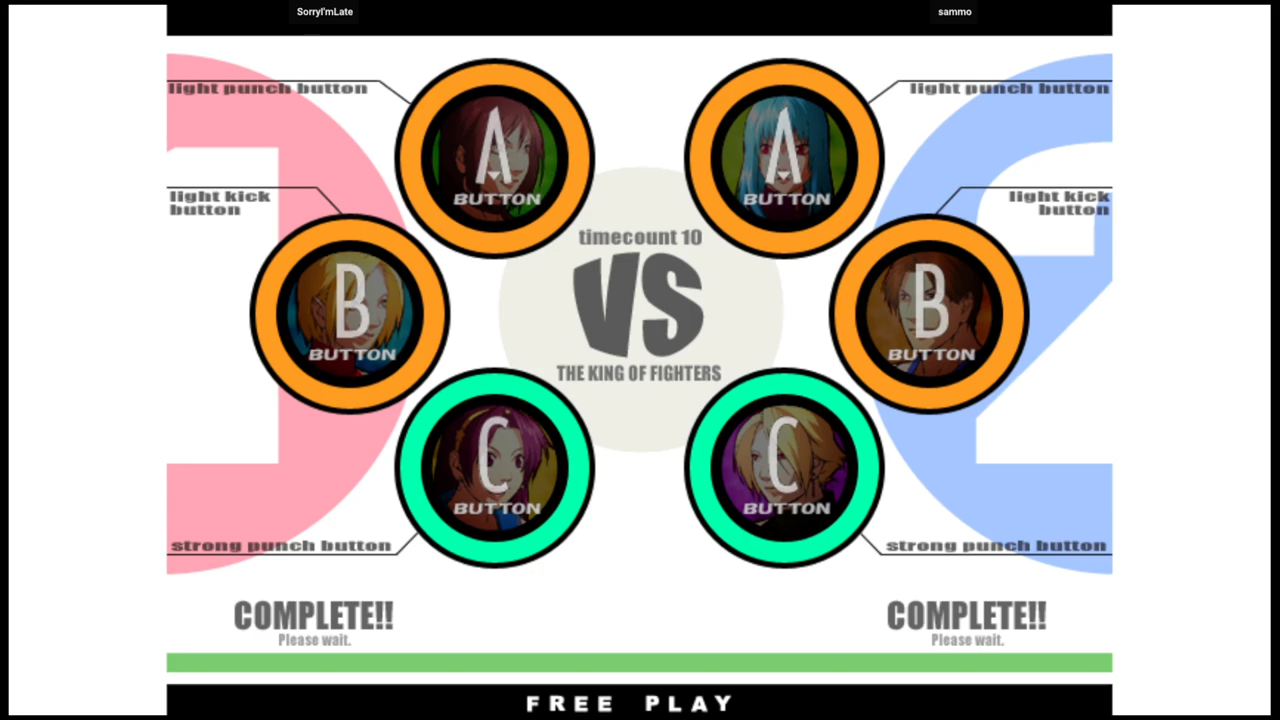 SorryI'mLate
sammo
light punch button
light punch button
A
BUTTON
A
BUTTON
light kick
button
light kick
button
timecount 10
VS
THE KING OF FIGHTERS
B
BUTTON
B
BUTTON
C
BUTTON
C
BUTTON
strong punch button
strong punch button
COMPLETE!!
Please wait.
COMPLETE!!
Please wait.
FREE PLAY